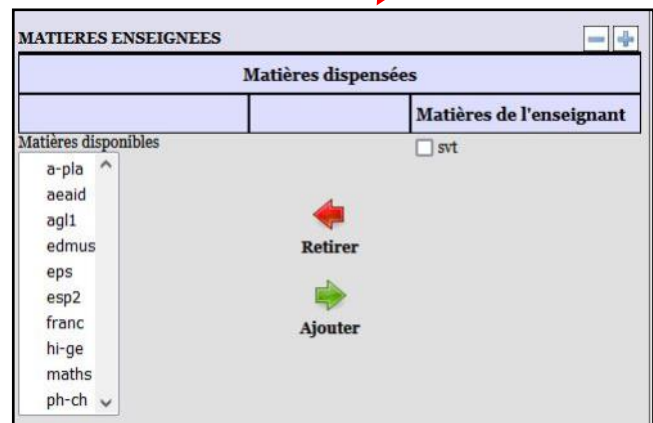 MATIERES ENSEIGNEES
Matières dispensées
Matières de l'enseignant
Matières disponibles
svt
a-pla
aeaid
agl1
edmus
eps
esp2
franc
hi-ge
maths
ph-ch
Retirer
Ajouter